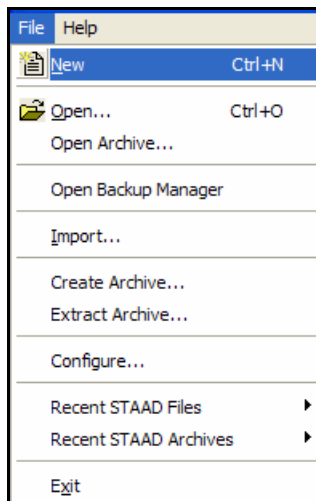 File Help
New Ctrl+N
Open... Ctrl+O
Open Archive...
Open Backup Manager
Import...
Create Archive...
Extract Archive...
Configure...
Recent STAAD Files
Recent STAAD Archives
Exit